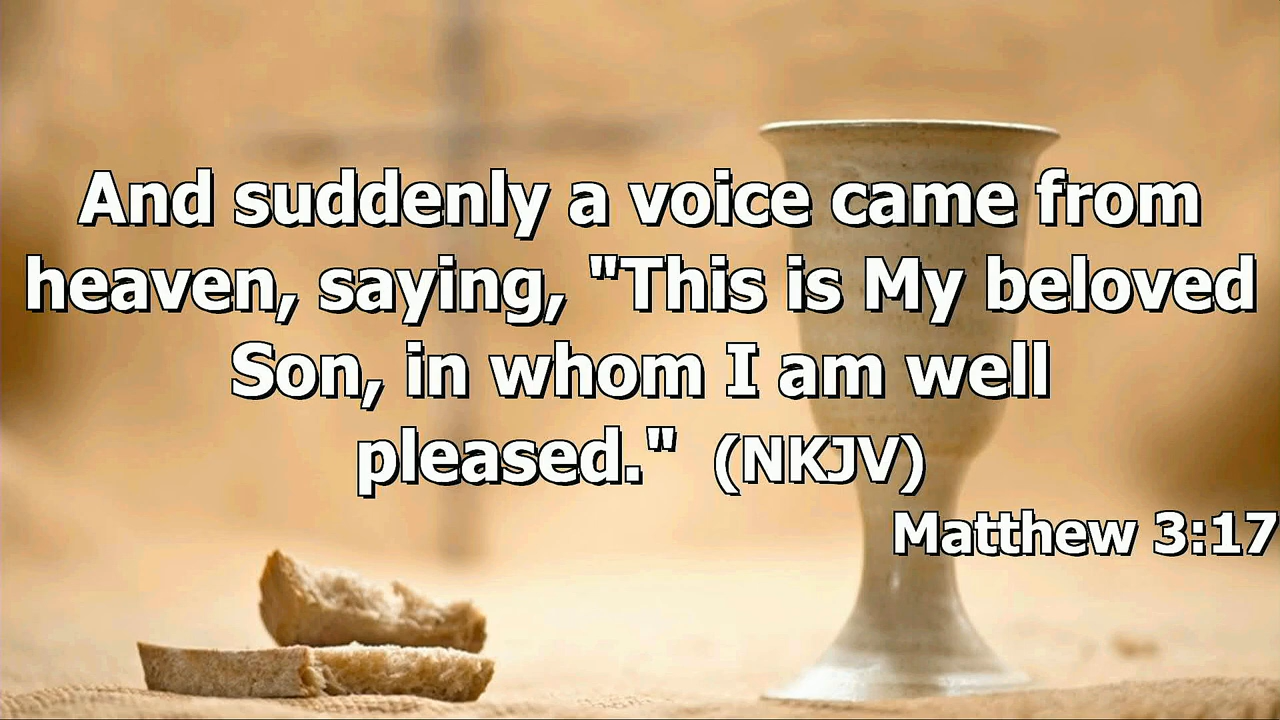 And suddenly a voice came from
heaven, saying, "This is My beloved
Son, in whom I am well
pleased." (NKJV)
Matthew 3:17